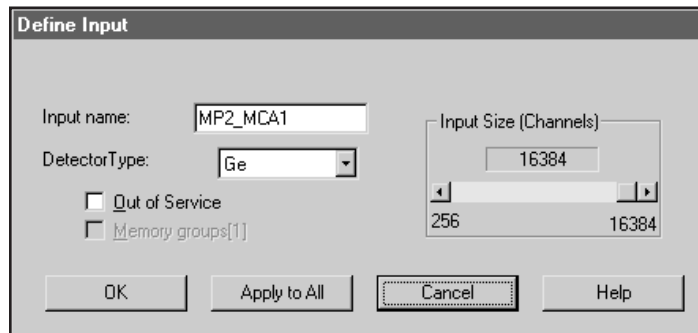 Define Input
Input name:
MP2_MCA1
DetectorType:
Ge
Out of Service
Memory groups[1]
Input Size (Channels)
16384
256
16384
OK
Apply to All
Cancel
Help